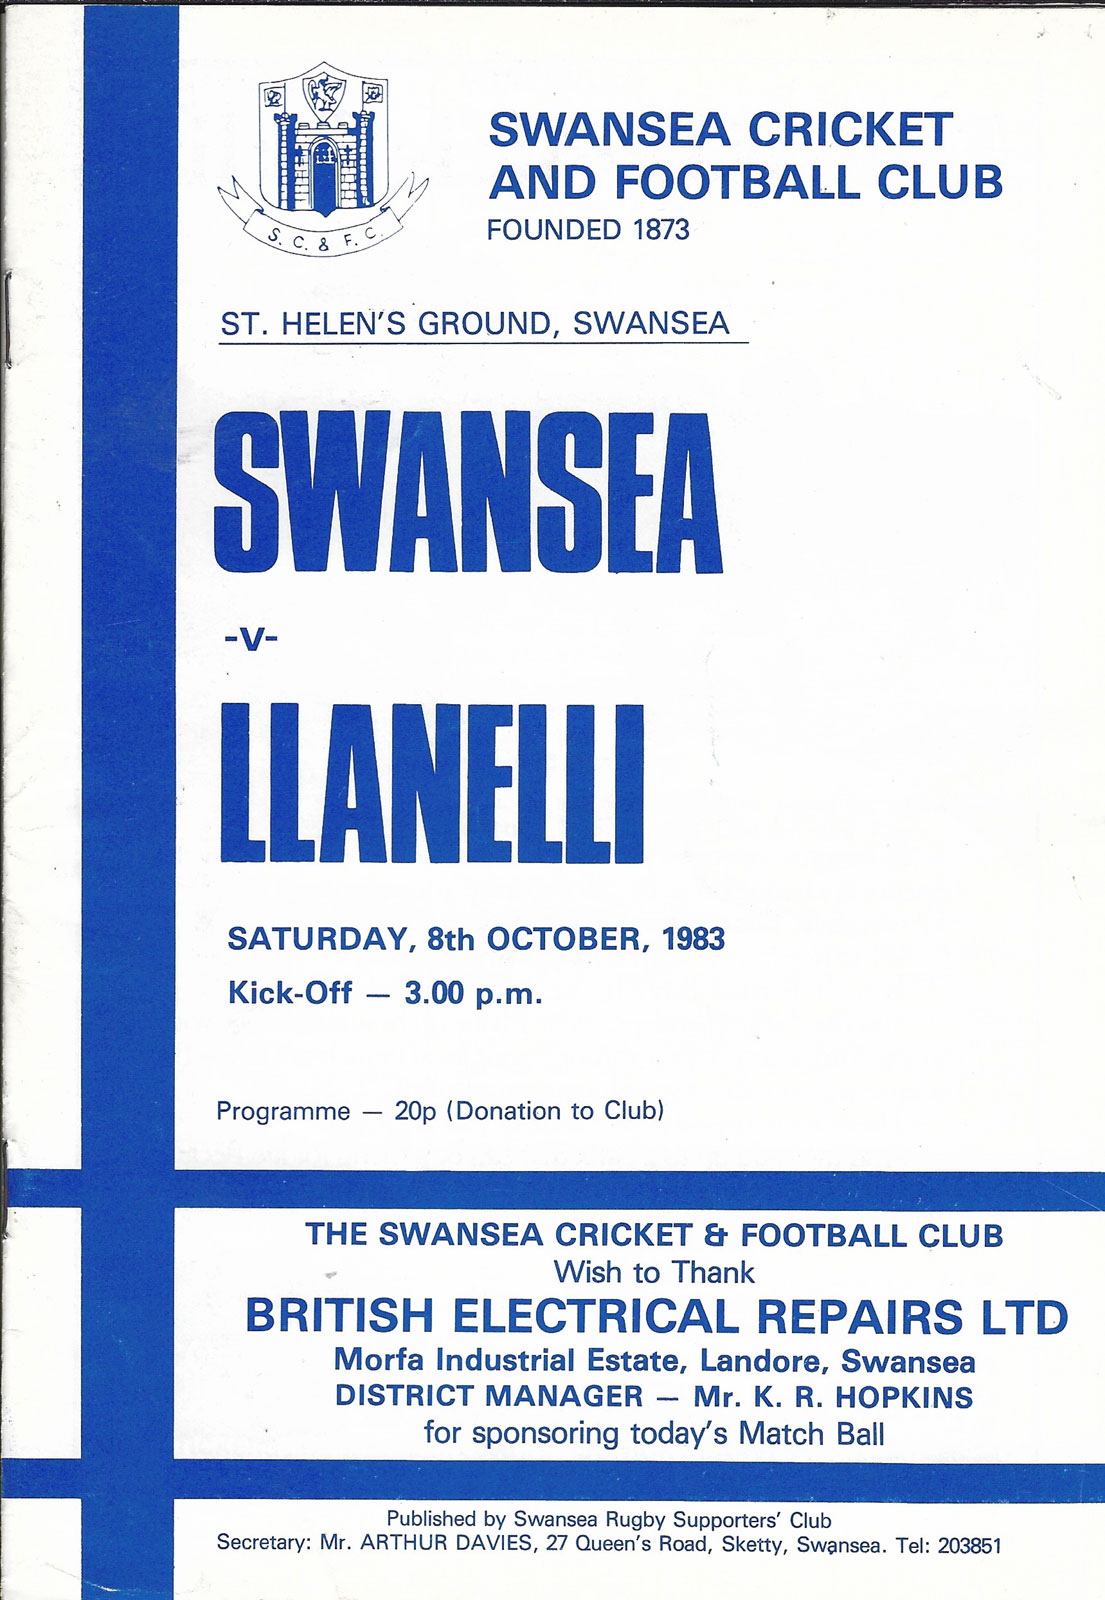 S. C. & F. C.
SWANSEA CRICKET
AND FOOTBALL CLUB
FOUNDED 1873
ST. HELEN'S GROUND, SWANSEA
SWANSEA
-v-
LLANELLI
SATURDAY, 8th OCTOBER, 1983
Kick-Off — 3.00 p.m.
Programme — 20p (Donation to Club)
THE SWANSEA CRICKET & FOOTBALL CLUB
Wish to Thank
BRITISH ELECTRICAL REPAIRS LTD
Morfa Industrial Estate, Landore, Swansea
DISTRICT MANAGER — Mr. K. R. HOPKINS
for sponsoring today's Match Ball
Published by Swansea Rugby Supporters' Club
Secretary: Mr. ARTHUR DAVIES, 27 Queen's Road, Sketty, Swansea. Tel: 203851